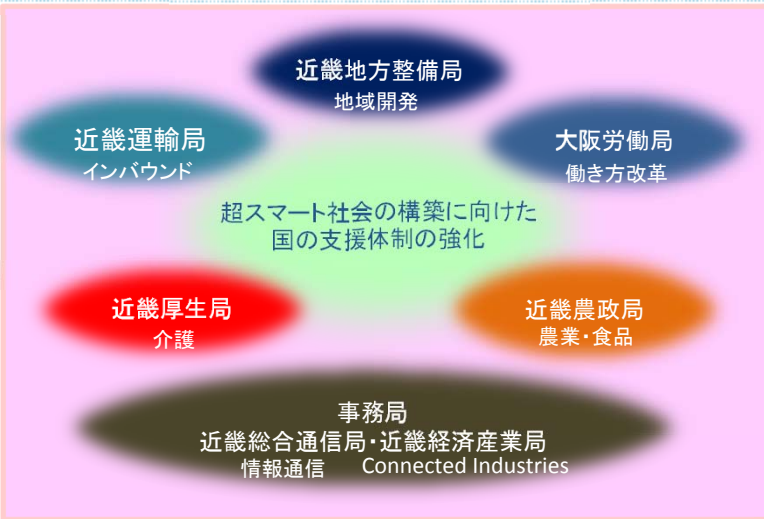 近畿地方整備局
地域開発
近畿運輸局
インバウンド
大阪労働局
働き方改革
超スマート社会の構築に向けた
国の支援体制の強化
近畿厚生局
介護
近畿農政局
農業・食品
事務局
近畿総合通信局・近畿経済産業局
情報通信 Connected Industries